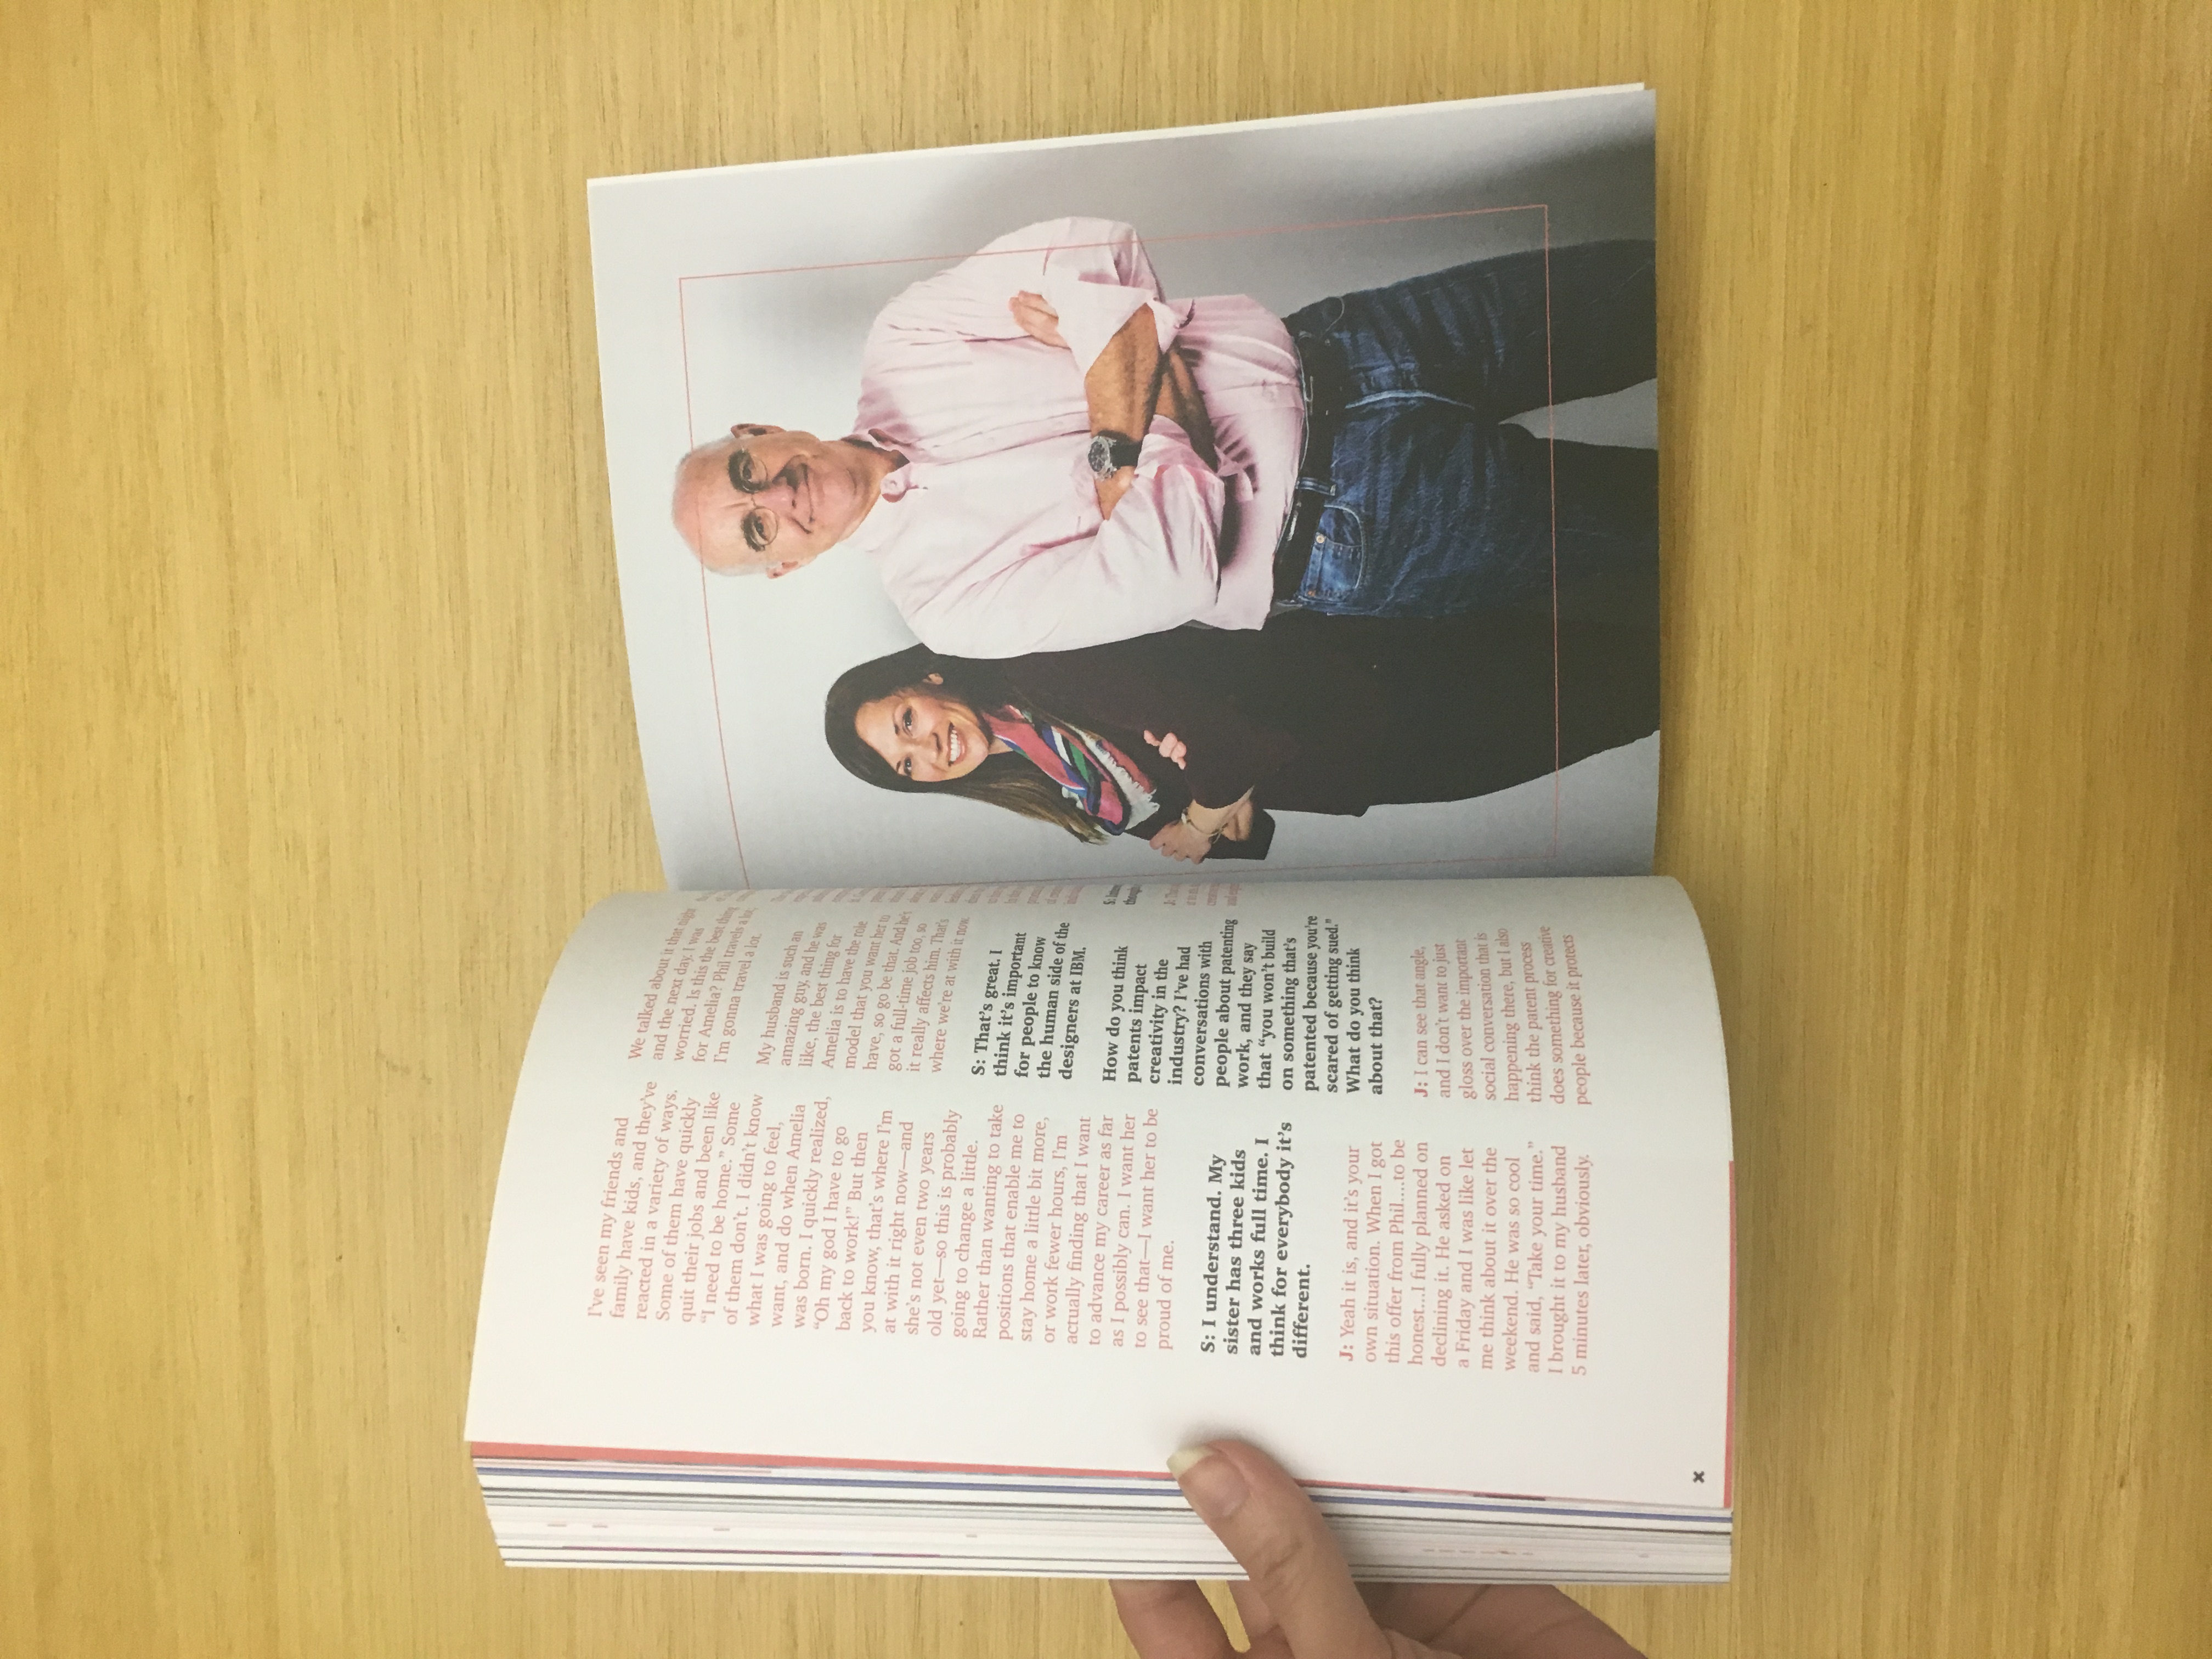 I've seen my friends and
family have kids, and they've
reacted in a variety of ways.
Some of them have quickly
quit their jobs and been like
“I need to be home.” Some
of them don't. I didn't know
what I was going to feel,
want, and do when Amelia
was born. I quickly realized,
“Oh my god I have to go
back to work!” But then
you know, that's where I'm
at with it right now—and
she's not even two years
old yet—so this is probably
going to change a little.
Rather than wanting to take
positions that enable me to
stay home a little bit more,
or work fewer hours, I'm
actually finding that I want
to advance my career as far
as I possibly can. I want her
to see that—I want her to be
proud of me.
S: I understand. My
sister has three kids
and works full time. I
think for everybody it's
different.
J: Yeah it is, and it's your
own situation. When I got
this offer from Phil....to be
honest...I fully planned on
declining it. He asked on
a Friday and I was like let
me think about it over the
weekend. He was so cool
and said, “Take your time.”
I brought it to my husband
5 minutes later, obviously.
We talked about it that night
and the next day. I was
worried. Is this the best thing
for Amelia? Phil travels a lot,
I'm gonna travel a lot.
My husband is such an
amazing guy, and he was
like, the best thing for
Amelia is to have the role
model that you want her to
have, so go be that. And he's
got a full-time job too, so
it really affects him. That's
where we're at with it now.
S: That's great. I
think it's important
for people to know
the human side of the
designers at IBM.
How do you think
patents impact
creativity in the
industry? I've had
conversations with
people about patenting
work, and they say
that “you won't build
on something that's
patented because you're
scared of getting sued.”
What do you think
about that?
J: I can see that angle,
and I don't want to just
gloss over the important
social conversation that is
happening there, but I also
think the patent process
does something for creative
people because it protects